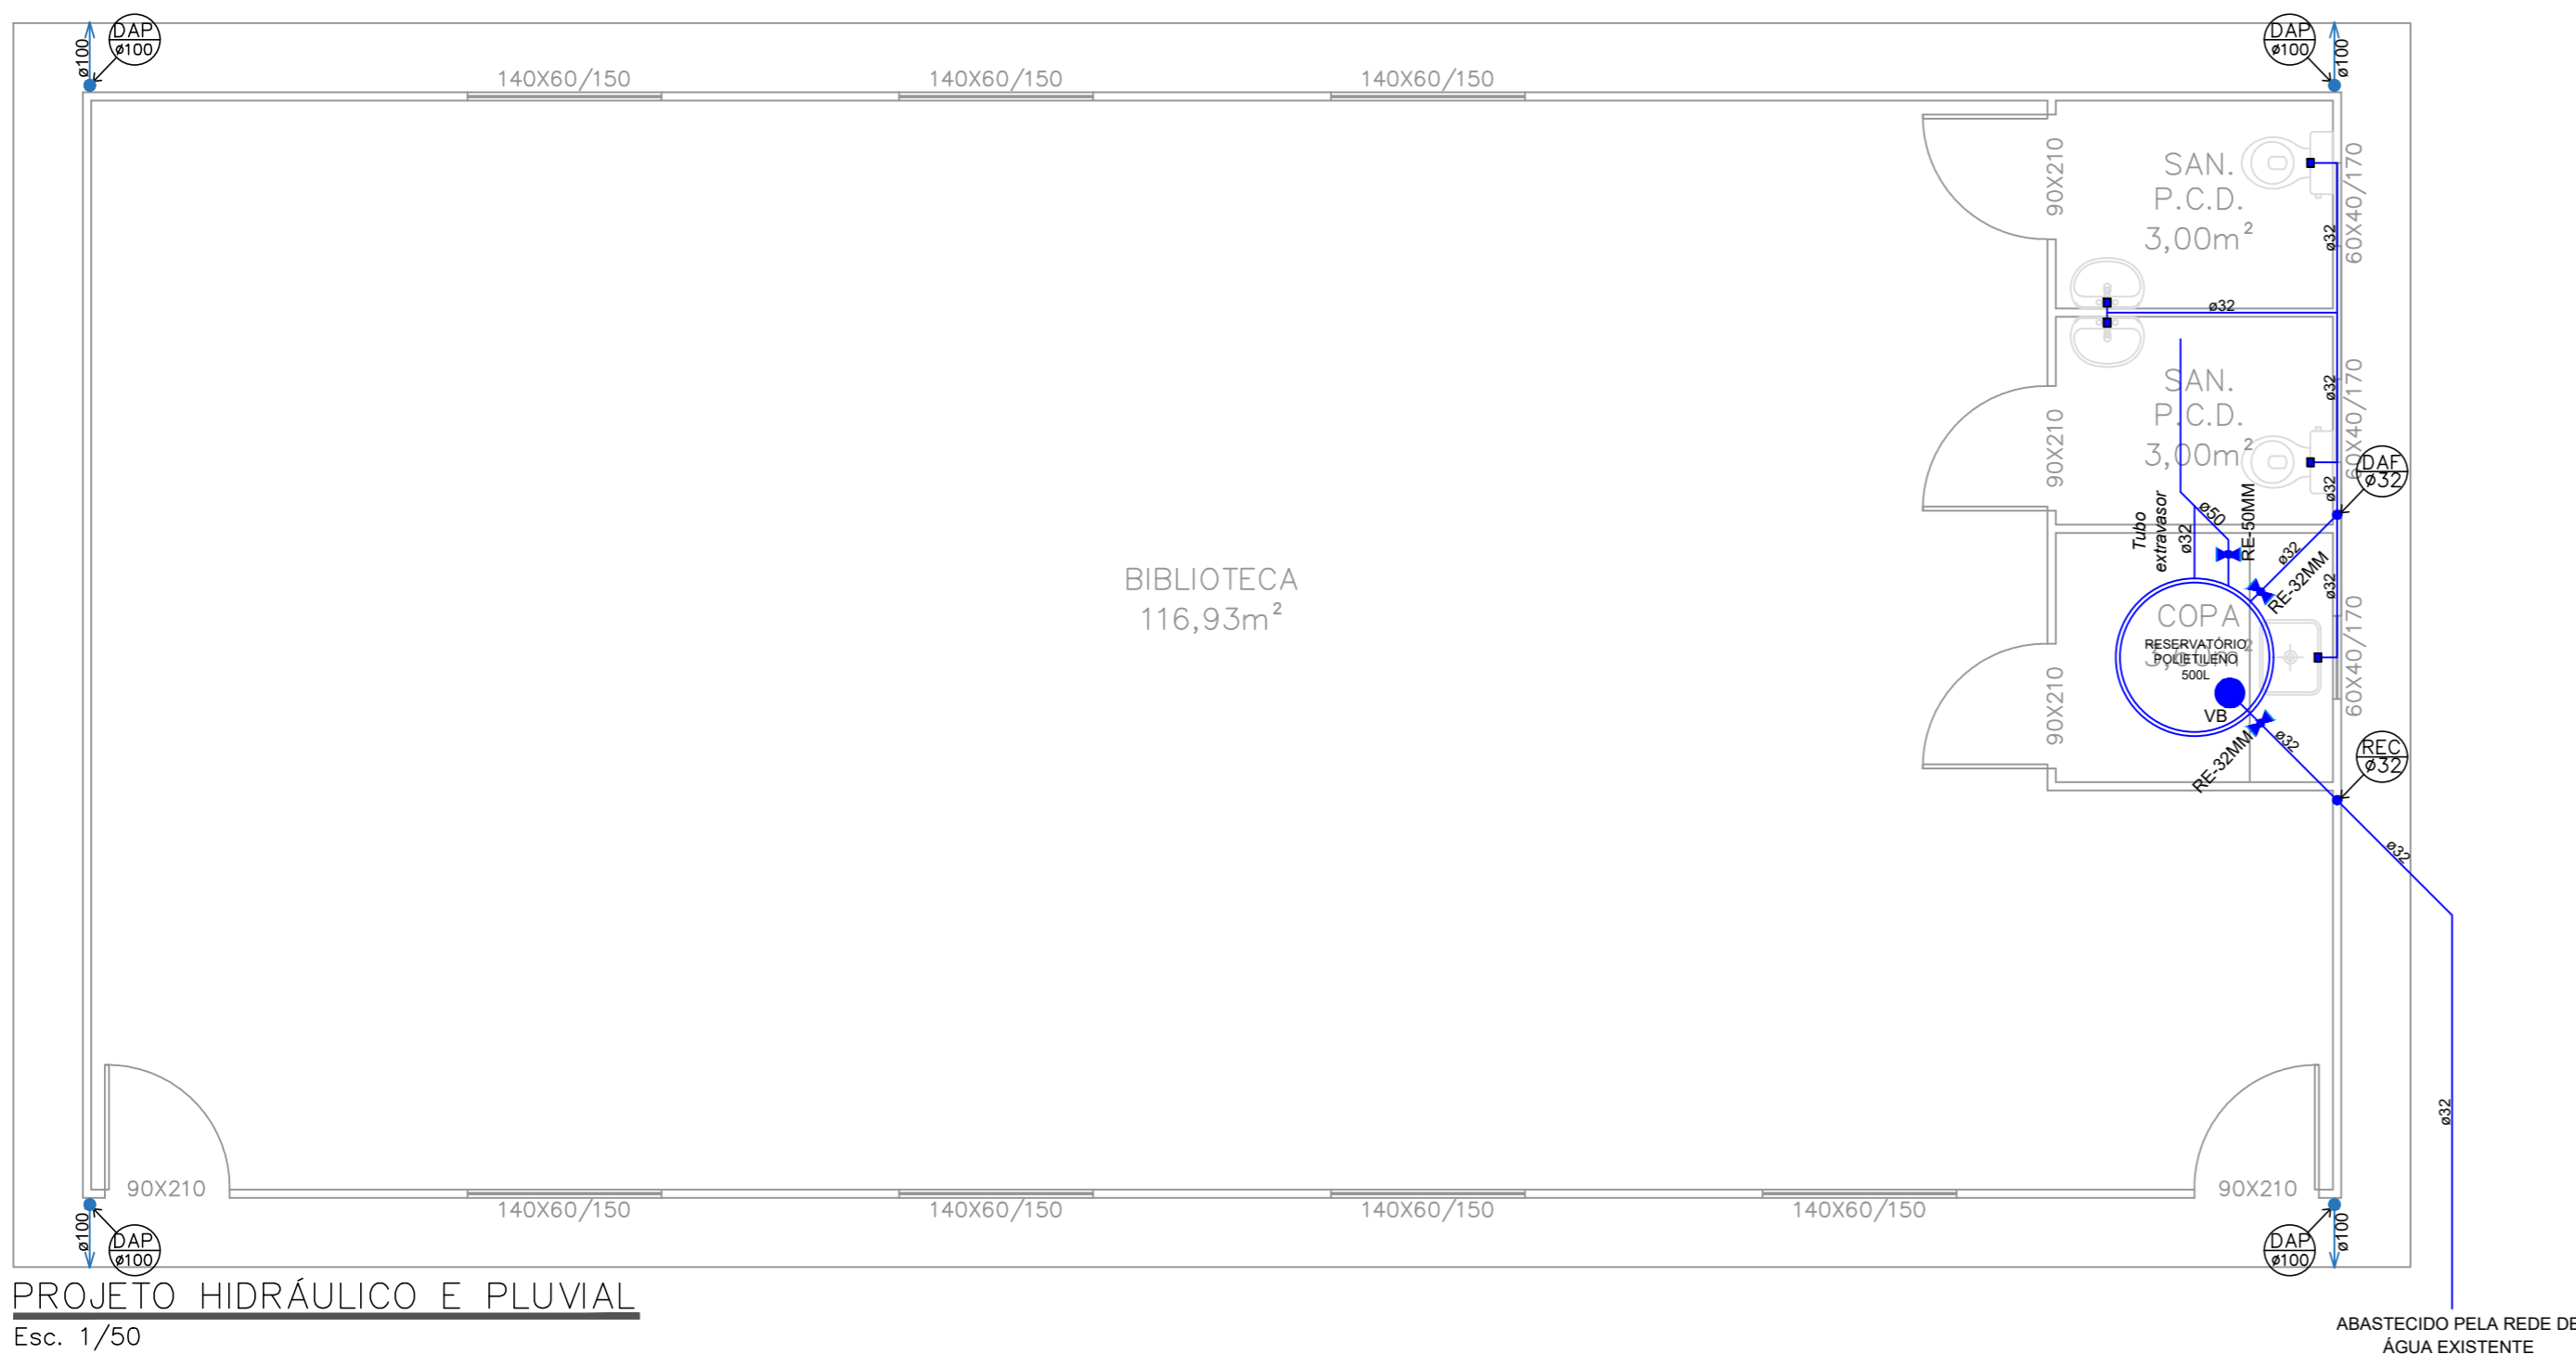 DAP
ø100
ø100
DAP
ø100
ø100
140X60/150
140X60/150
140X60/150
90X210
SAN.
P.C.D.
3,00m²
ø32
60X40/170
ø32
SAN.
P.C.D.
3,00m²
90X210
ø32
60X40/170
DAF
ø32
ø32
Tubo
extravasor
ø32
ø50
RE-50MM
ø32
RE-32MM
ø32
BIBLIOTECA
116,93m²
COPA
RESERVATÓRIO
POLIETILENO
500L
60X40/170
90X210
VB
RE-32MM
ø32
REC
ø32
ø32
ø32
90X210
140X60/150
140X60/150
140X60/150
140X60/150
90X210
ø100
DAP
ø100
DAP
ø100
ø100
PROJETO HIDRÁULICO E PLUVIAL
Esc. 1/50
ABASTECIDO PELA REDE DE
ÁGUA EXISTENTE